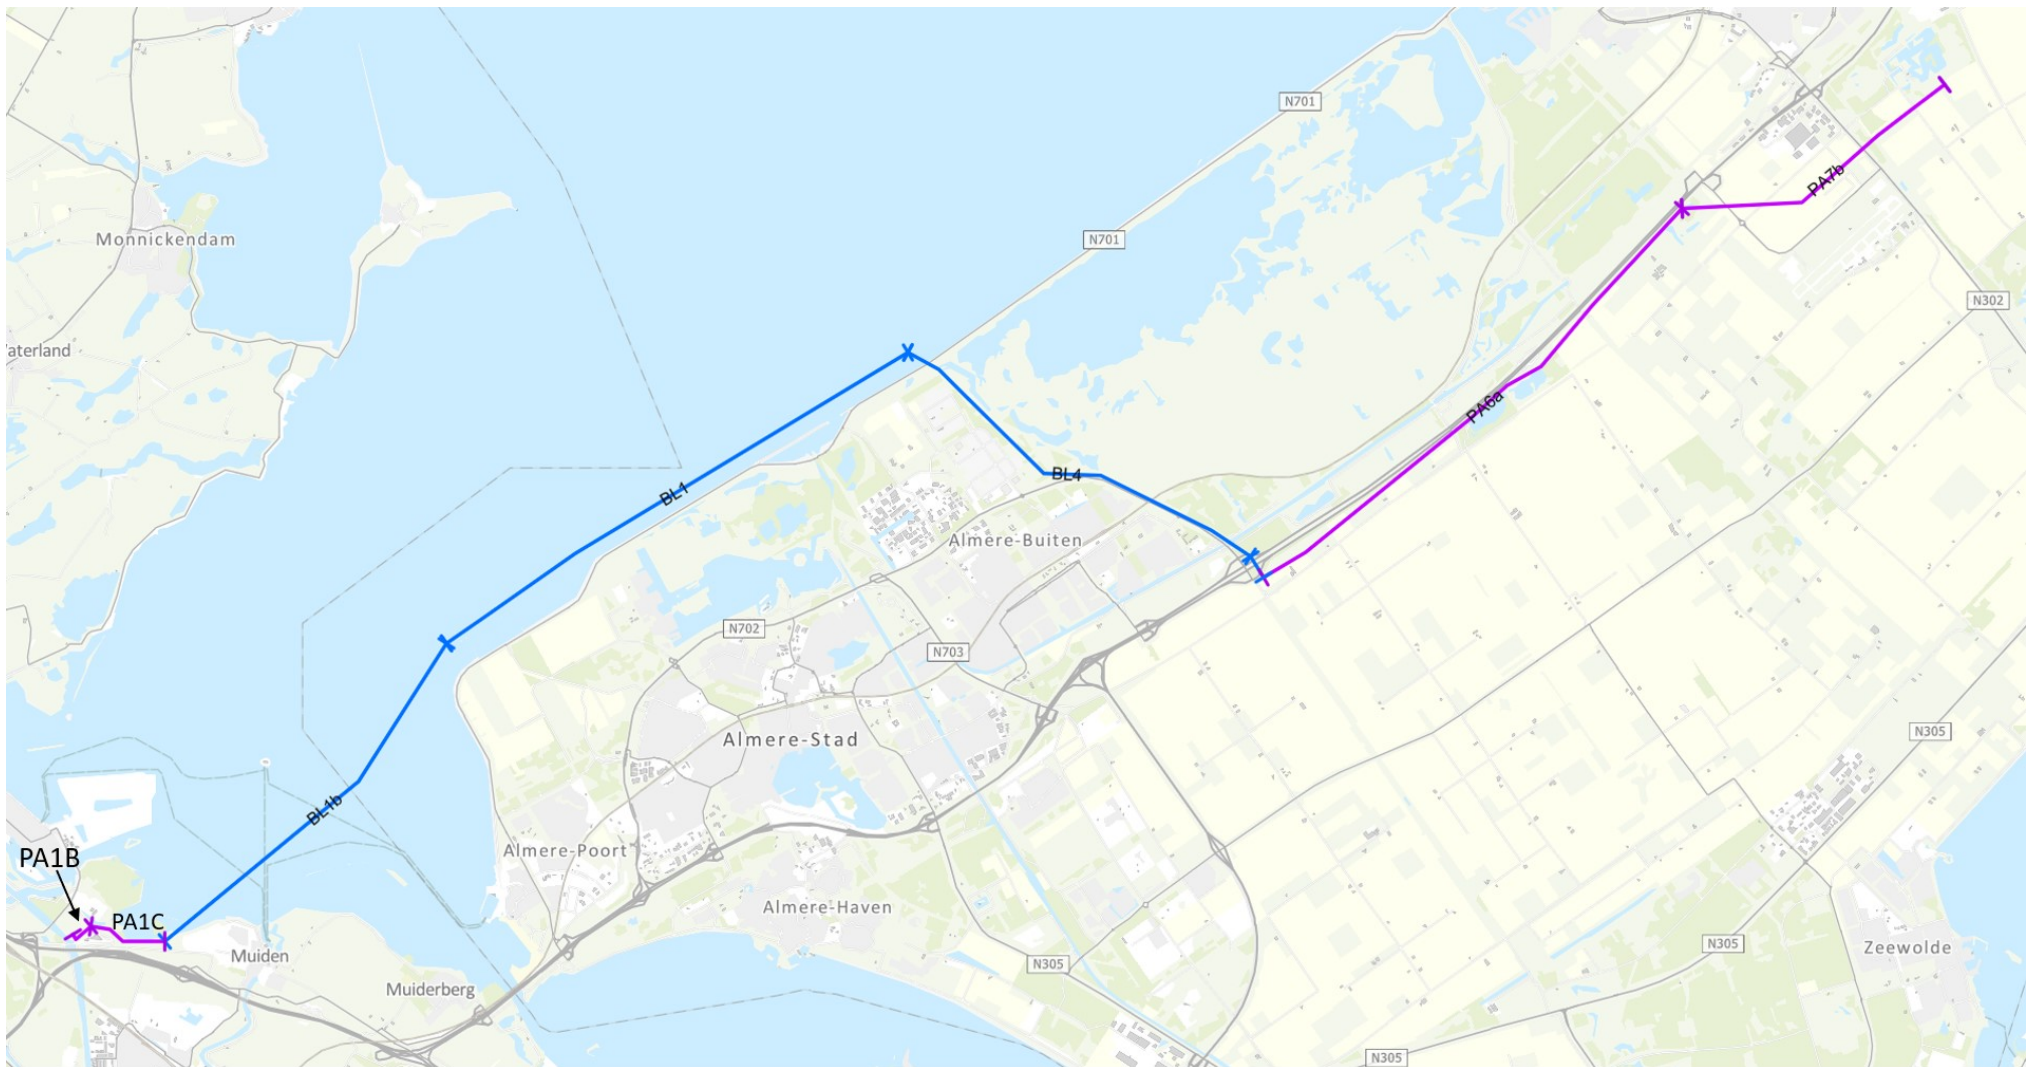 N701
PA7b
Monnickendam
N701
N302
aterland
PA6a
BL4
BL1
Almere-Buiten
N702
N703
Almere-Stad
N305
BL1b
Almere-Poort
PA1B
Almere-Haven
PA1C
Muiden
N305
Zeewolde
N305
Muiderberg
N305